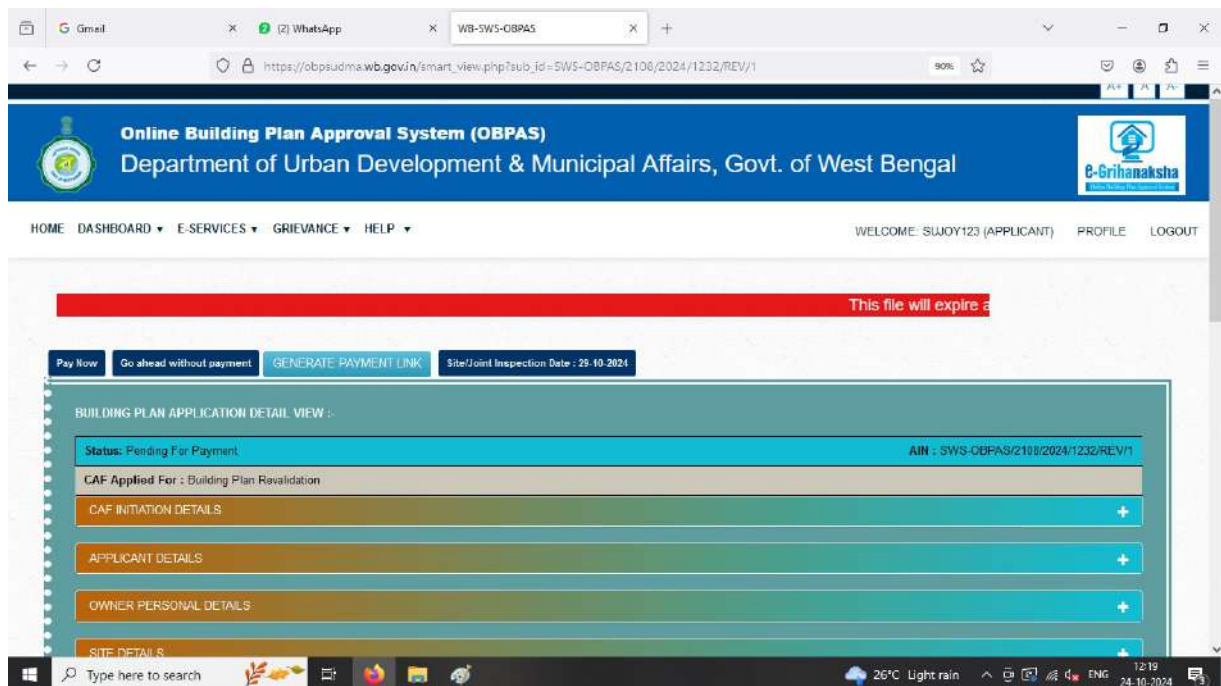 Gmail
(2) WhatsApp
WB-SWS-OBPAS
https://obpsudma.wb.gov.in/smart_view.php?sub_id=SWS-OBPAS/2108/2024/1232/REV/1
90%
A+ A A-
Online Building Plan Approval System (OBPAS)
Department of Urban Development & Municipal Affairs, Govt. of West Bengal
e-Grihanaksha
HOME DASHBOARD E-SERVICES GRIEVANCE HELP
WELCOME: SUJOY123 (APPLICANT) PROFILE LOGOUT
This file will expire a
Pay Now Go ahead without payment GENERATE PAYMENT LINK Site/Joint Inspection Date : 29-10-2024
BUILDING PLAN APPLICATION DETAIL VIEW :-
Status: Pending For Payment AIN : SWS-OBPAS/2108/2024/1232/REV/1
CAF Applied For : Building Plan Revalidation
CAF INITIATION DETAILS
APPLICANT DETAILS
OWNER PERSONAL DETAILS
SITE DETAILS
Type here to search
26°C Light rain
ENG
12:19
24-10-2024